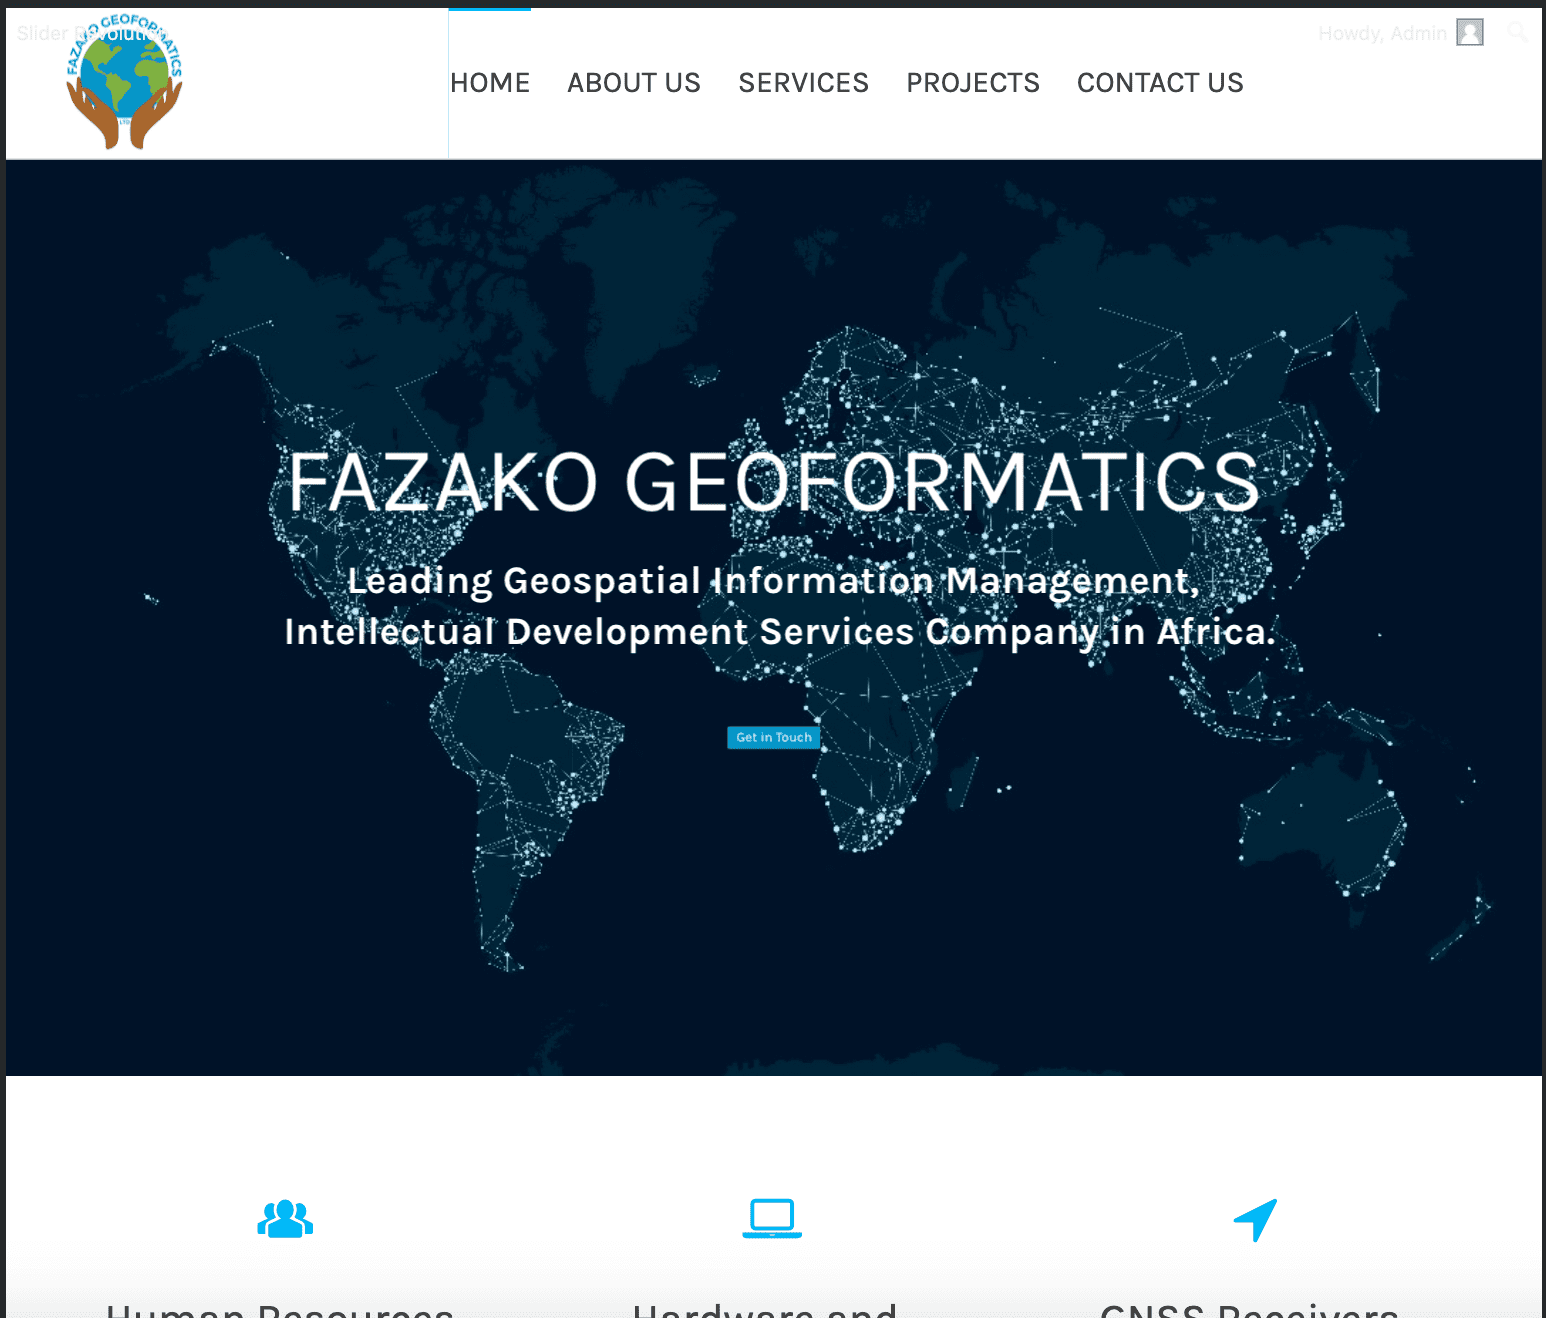 Slider Revolution
Howdy, Admin
FAZAKO GEOFORMATICS
LTD
HOME ABOUT US SERVICES PROJECTS CONTACT US
FAZAKO GEOFORMATICS
Leading Geospatial Information Management,
Intellectual Development Services Company in Africa.
Get in Touch
Human Resources Hardware and GNSS Receivers